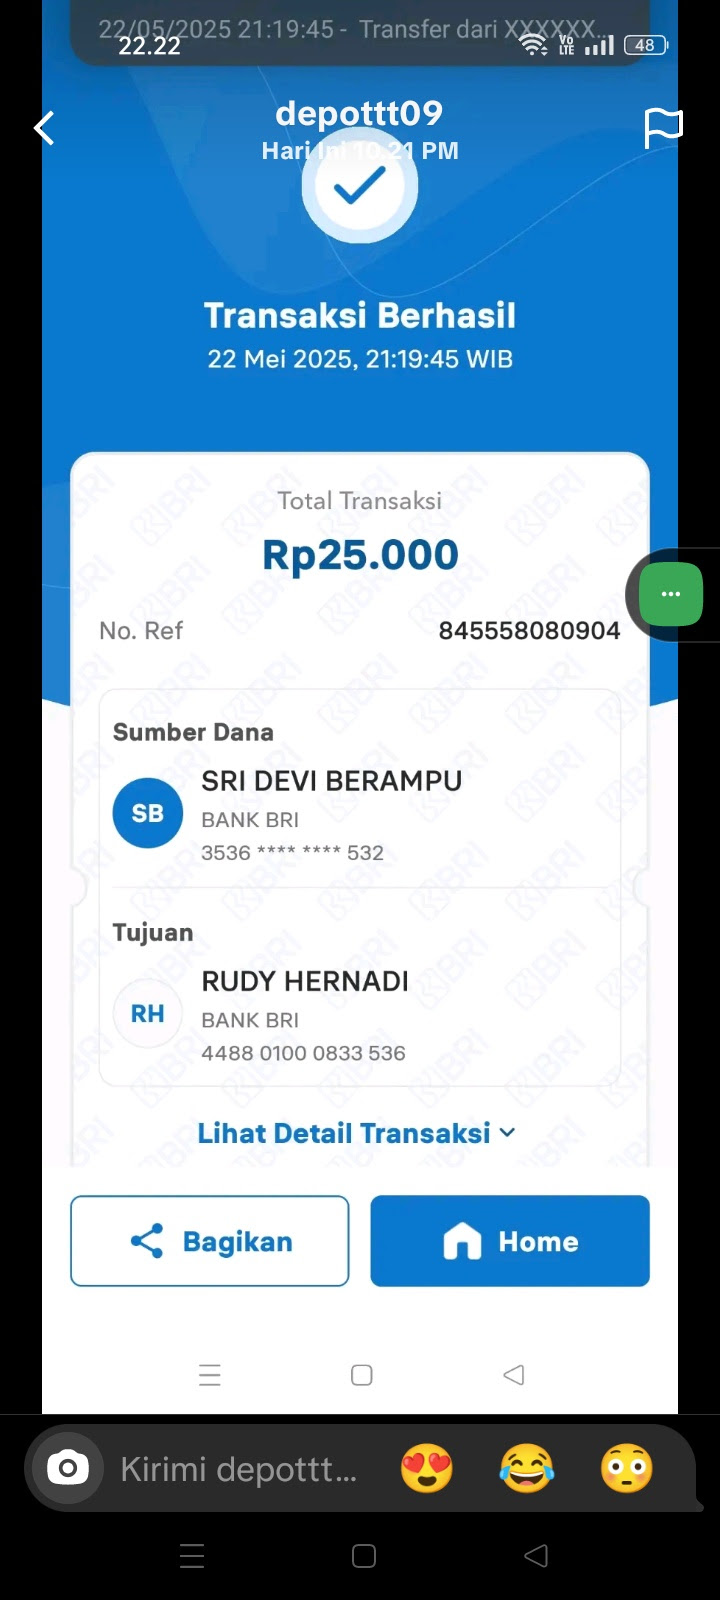 22/05/2025 21:19:45 - Transfer dari XXXXXX...
22.22
Vo LTE
48
depottt09
Hari Ini 10.21 PM
Transaksi Berhasil
22 Mei 2025, 21:19:45 WIB
Total Transaksi
Rp25.000
No. Ref
845558080904
Sumber Dana
SB
SRI DEVI BERAMPU
BANK BRI
3536 **** **** 532
Tujuan
RH
RUDY HERNADI
BANK BRI
4488 0100 0833 536
Lihat Detail Transaksi
Bagikan
Home
Kirimi depottt...